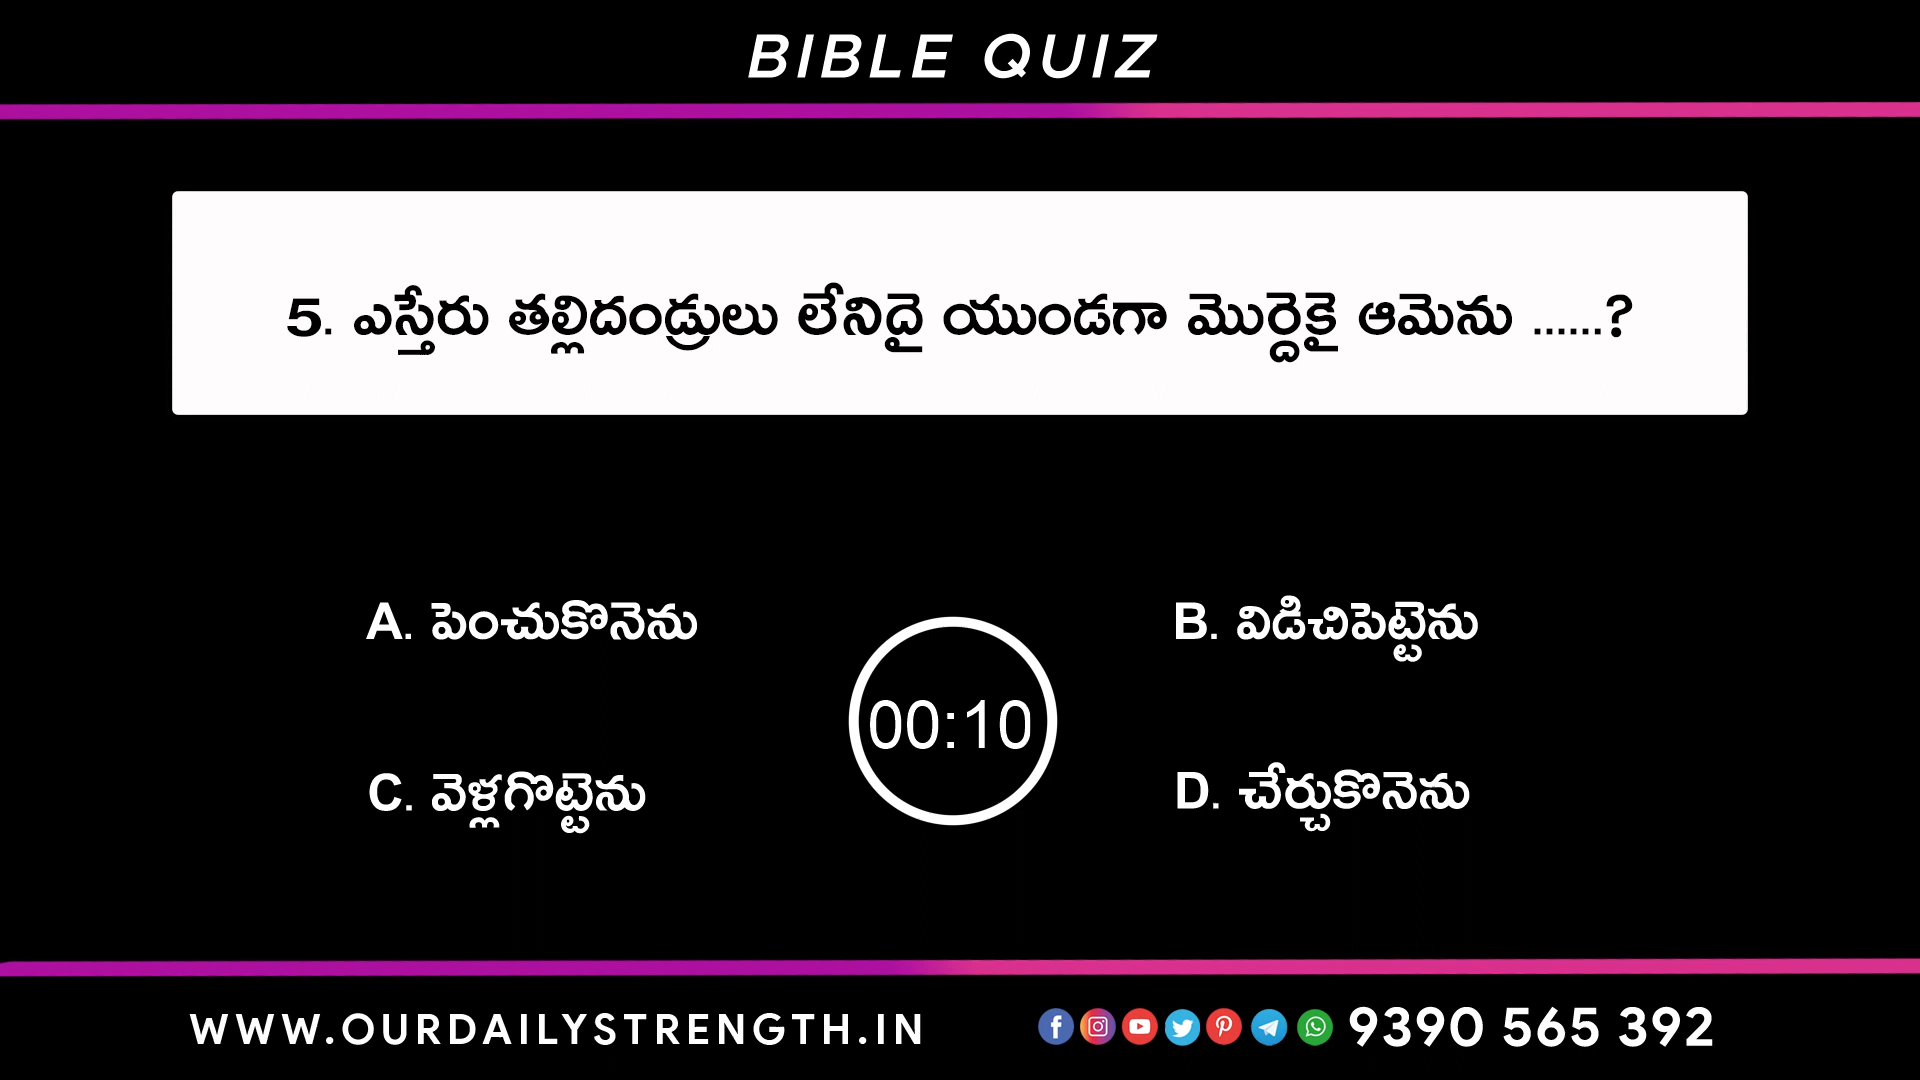 BIBLE QUIZ
5. ఎస్తేరు తల్లిదండ్రులు లేనిదై యుండగా మొర్దెకై ఆమెను ......?
A. పెంచుకొనెను
B. విడిచిపెట్టెను
00:10
C. వెళ్లగొట్టెను
D. చేర్చుకొనెను
WWW.OURDAILYSTRENGTH.IN 9390 565 392